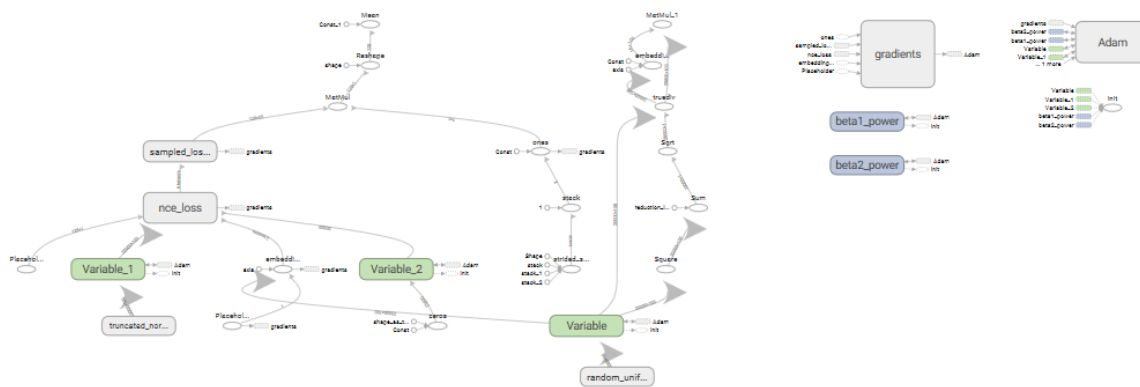 Mean
Const_1
Reshape
shape
MatMul
sampled_los...
gradients
nce_loss
gradients
Placehol...
Variable_1
Adam
Init
truncated_nor...
axis
embeddi...
gradients
Placehol...
gradients
Variable_2
Adam
Init
zeros
Const
ones
Const
gradients
stack
1
strided_s...
Shape
stack
stack_1
stack_2
MatMul_1
Const
embeddi...
axis
truediv
Sqrt
Sum
reduction_i...
Square
Variable
Adam
Init
random_unif...
gradients
ones
sampled_lo...
nce_loss
embedding...
Placeholder
Adam
beta1_power
Adam
Init
beta2_power
Adam
Init
Adam
gradients
beta2_power
beta1_power
Variable
Variable_1
... 1 more
Init
Variable
Variable_1
Variable_2
beta1_power
beta2_power